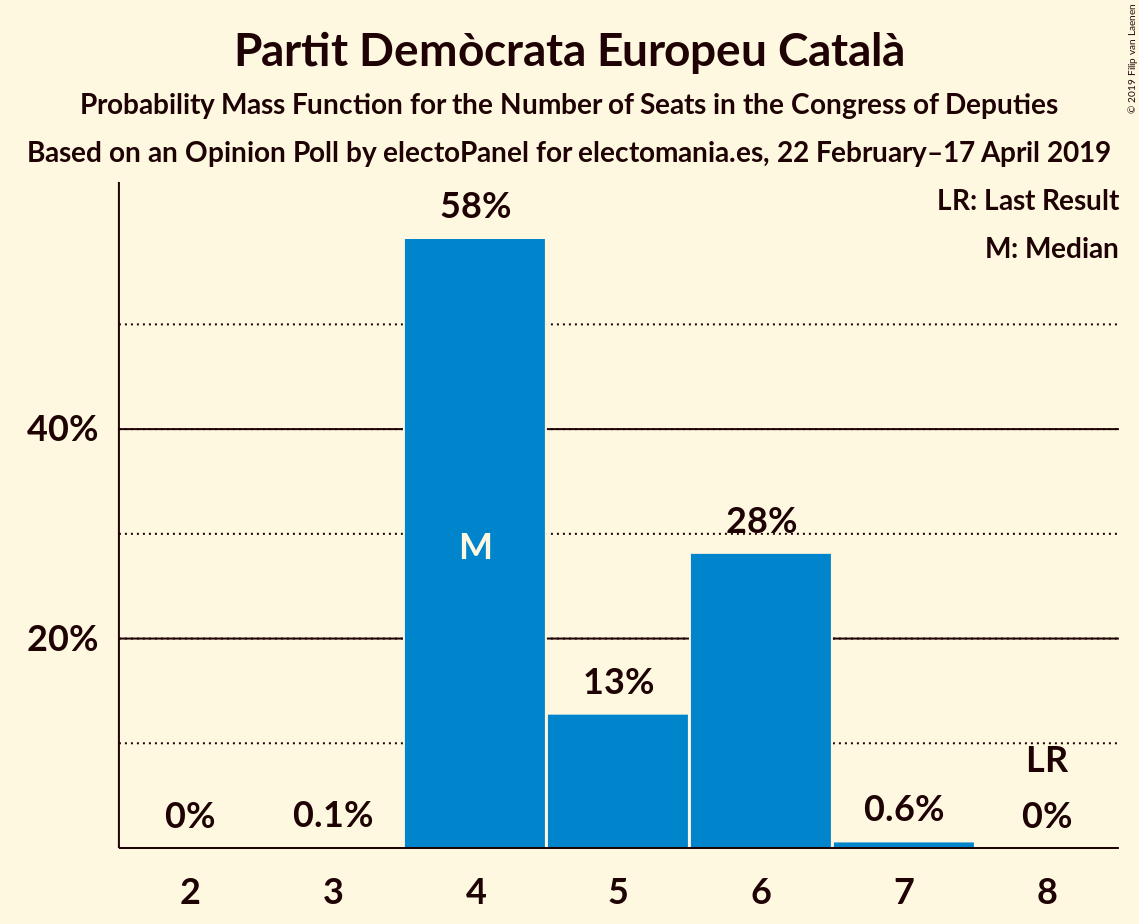 Partit Demòcrata Europeu Català
Probability Mass Function for the Number of Seats in the Congress of Deputies
Based on an Opinion Poll by electoPanel for electomania.es, 22 February–17 April 2019
© 2019 Filip van Laenen
LR: Last Result
M: Median
58%
40%
M
28%
20%
13%
LR
0%
0.1%
0.6%
0%
2 3 4 5 6 7 8